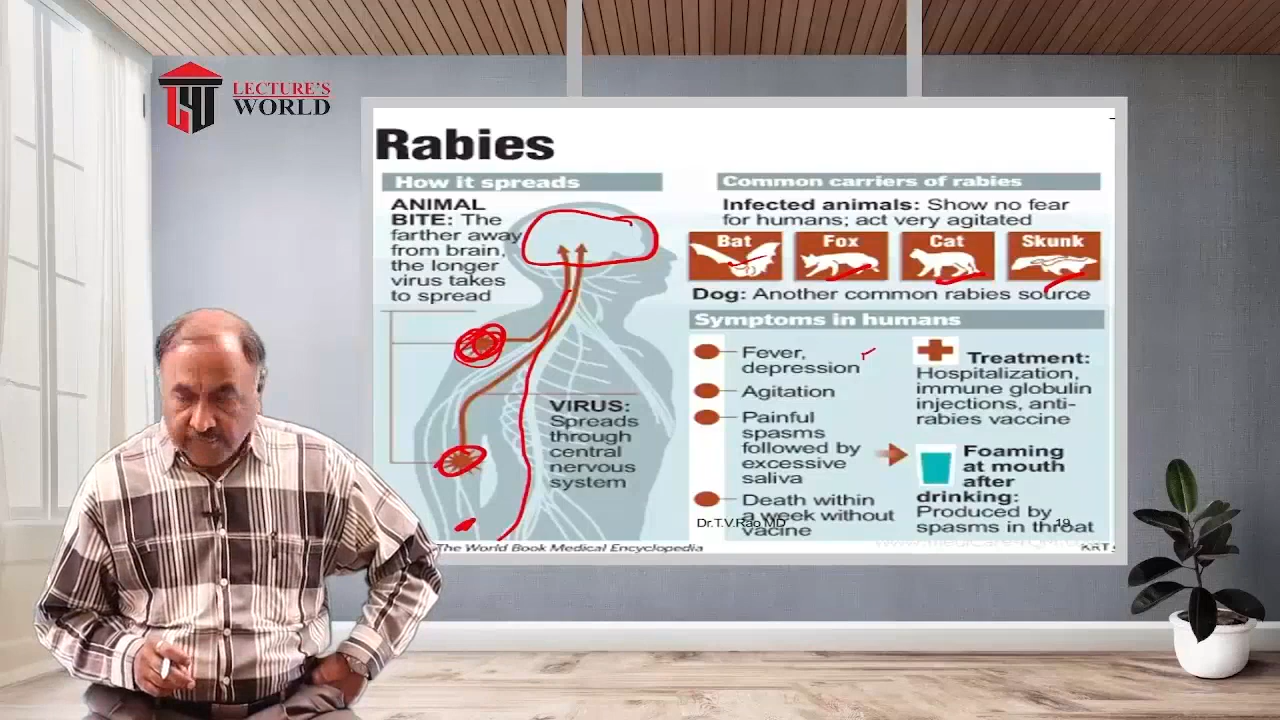 LECTURE'S
WORLD
Rabies
How it spreads
ANIMAL
BITE: The
farther away
from brain,
the longer
virus takes
to spread
VIRUS:
Spreads
through
central
nervous
system
The World Book Medical Encyclopedia
Common carriers of rabies
Infected animals: Show no fear
for humans; act very agitated
Bat
Fox
Cat
Skunk
Dog: Another common rabies source
Symptoms in humans
Fever,
depression
Agitation
Painful
spasms
followed by
excessive
saliva
Death within
a week without
vacine
Treatment:
Hospitalization,
immune globulin
injections, anti-
rabies vaccine
Foaming
at mouth
after
drinking:
Produced by
spasms in throat
Dr.T.V.Rao MD
19
KRT